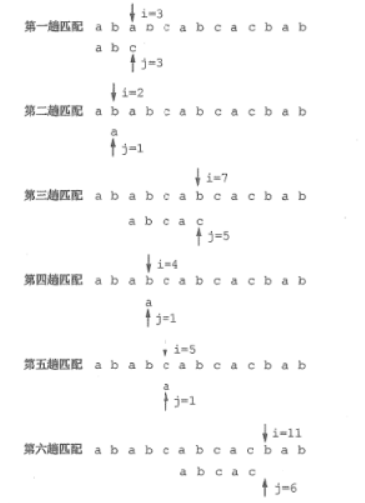 i=3
第一趟匹配 a b a b c a b c a c b a b
a b c
j=3
i=2
第二趟匹配 a b a b c a b c a c b a b
a
j=1
i=7
第三趟匹配 a b a b c a b c a c b a b
a b c a c
j=5
i=4
第四趟匹配 a b a b c a b c a c b a b
a
j=1
i=5
第五趟匹配 a b a b c a b c a c b a b
a
j=1
i=11
第六趟匹配 a b a b c a b c a c b a b
a b c a c
j=6